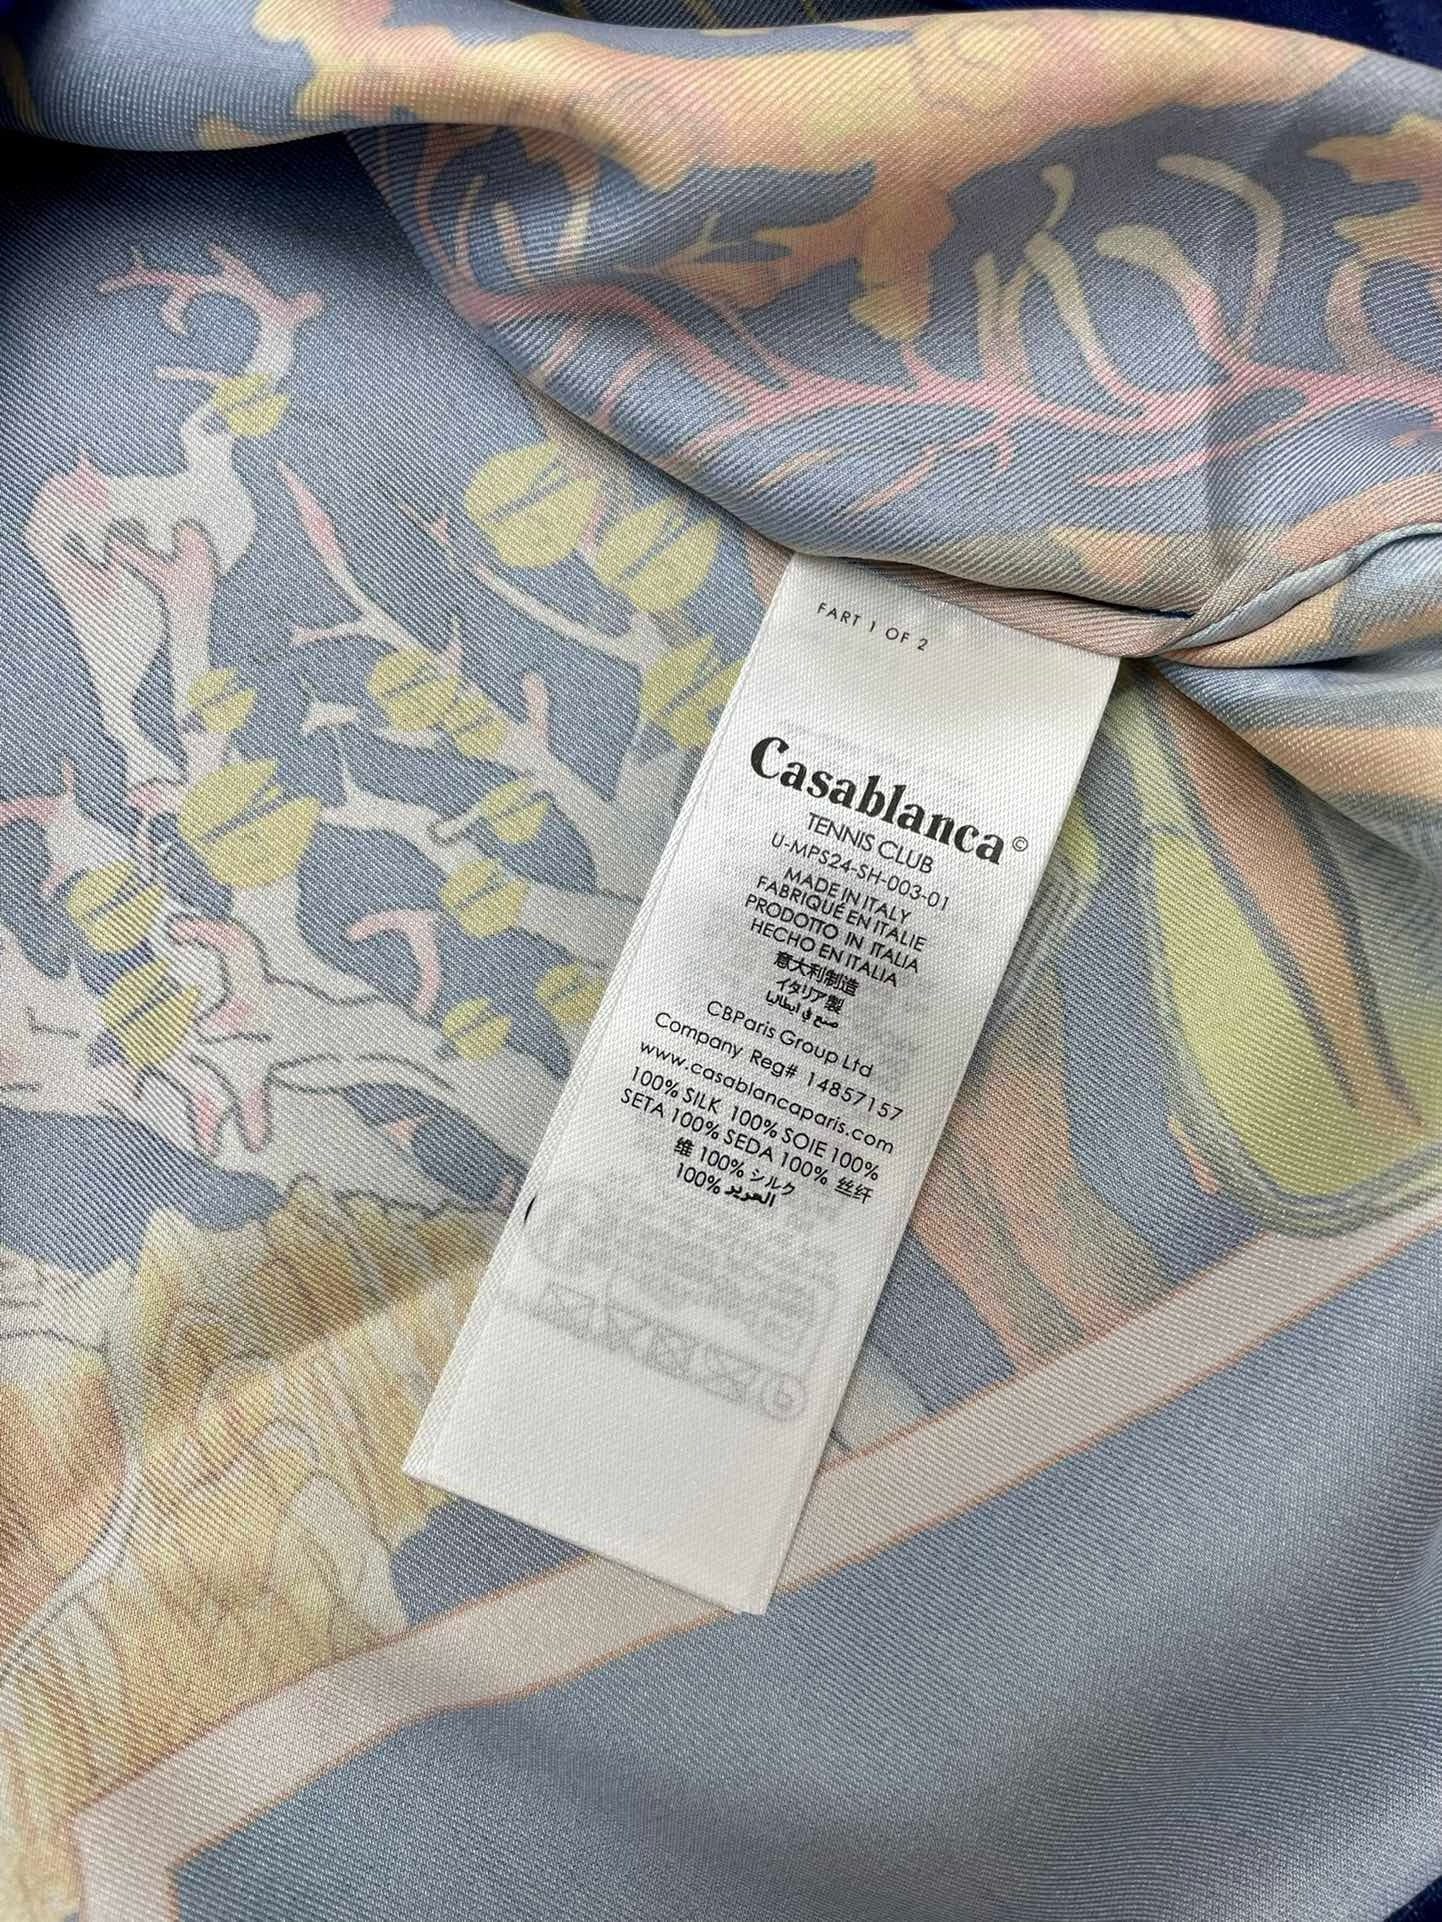 FART 1 OF 2
Casablanca©
TENNIS CLUB
U-MPS24-SH-003-01
MADE IN ITALY
FABRIQUÉ EN ITALIE
PRODOTTO IN ITALIA
HECHO EN ITALIA
意大利制造
イタリア製
صنع في ايطاليا
CBParis Group Ltd
Company Reg# 14857157
www.casablancaparis.com
100% SILK 100% SOIE 100%
SETA 100% SEDA 100% 丝纤
维 100% シルク
100% الحرير